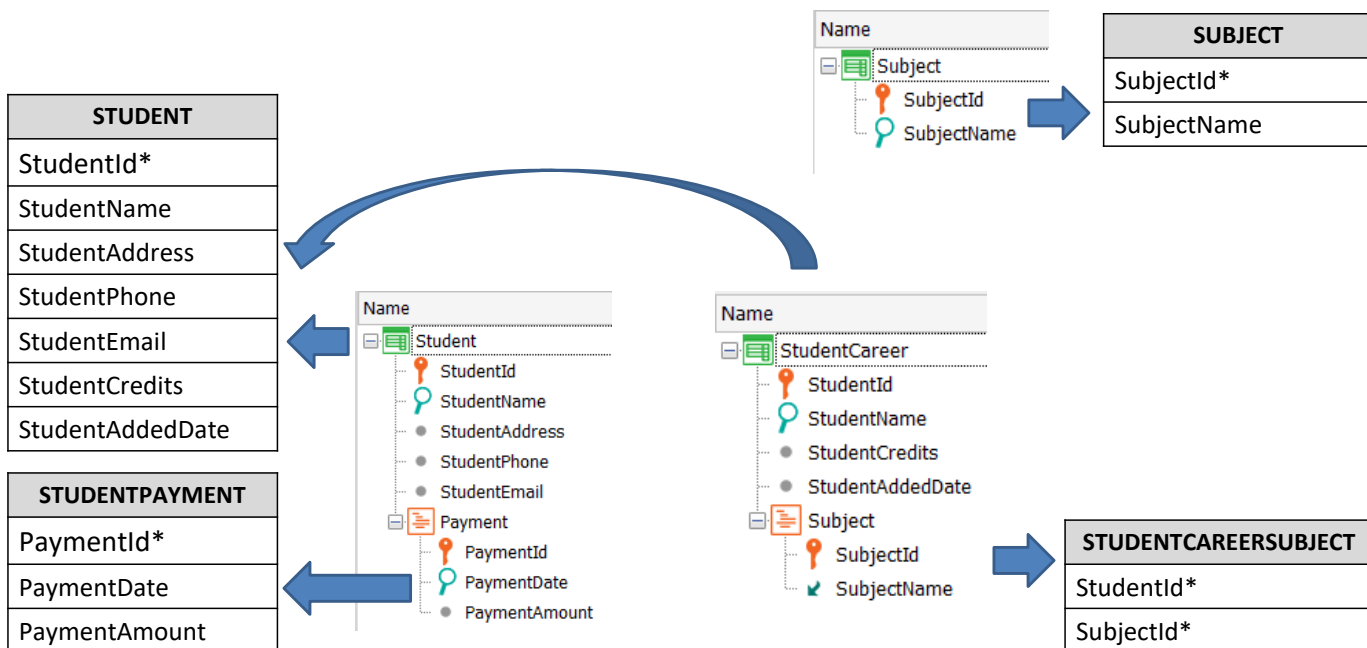 Name
Subject
SubjectId
SubjectName
SUBJECT
SubjectId*
SubjectName
STUDENT
StudentId*
StudentName
StudentAddress
StudentPhone
StudentEmail
StudentCredits
StudentAddedDate
STUDENTPAYMENT
PaymentId*
PaymentDate
PaymentAmount
Name
Student
StudentId
StudentName
StudentAddress
StudentPhone
StudentEmail
Payment
PaymentId
PaymentDate
PaymentAmount
Name
StudentCareer
StudentId
StudentName
StudentCredits
StudentAddedDate
Subject
SubjectId
SubjectName
STUDENTCAREERSUBJECT
StudentId*
SubjectId*